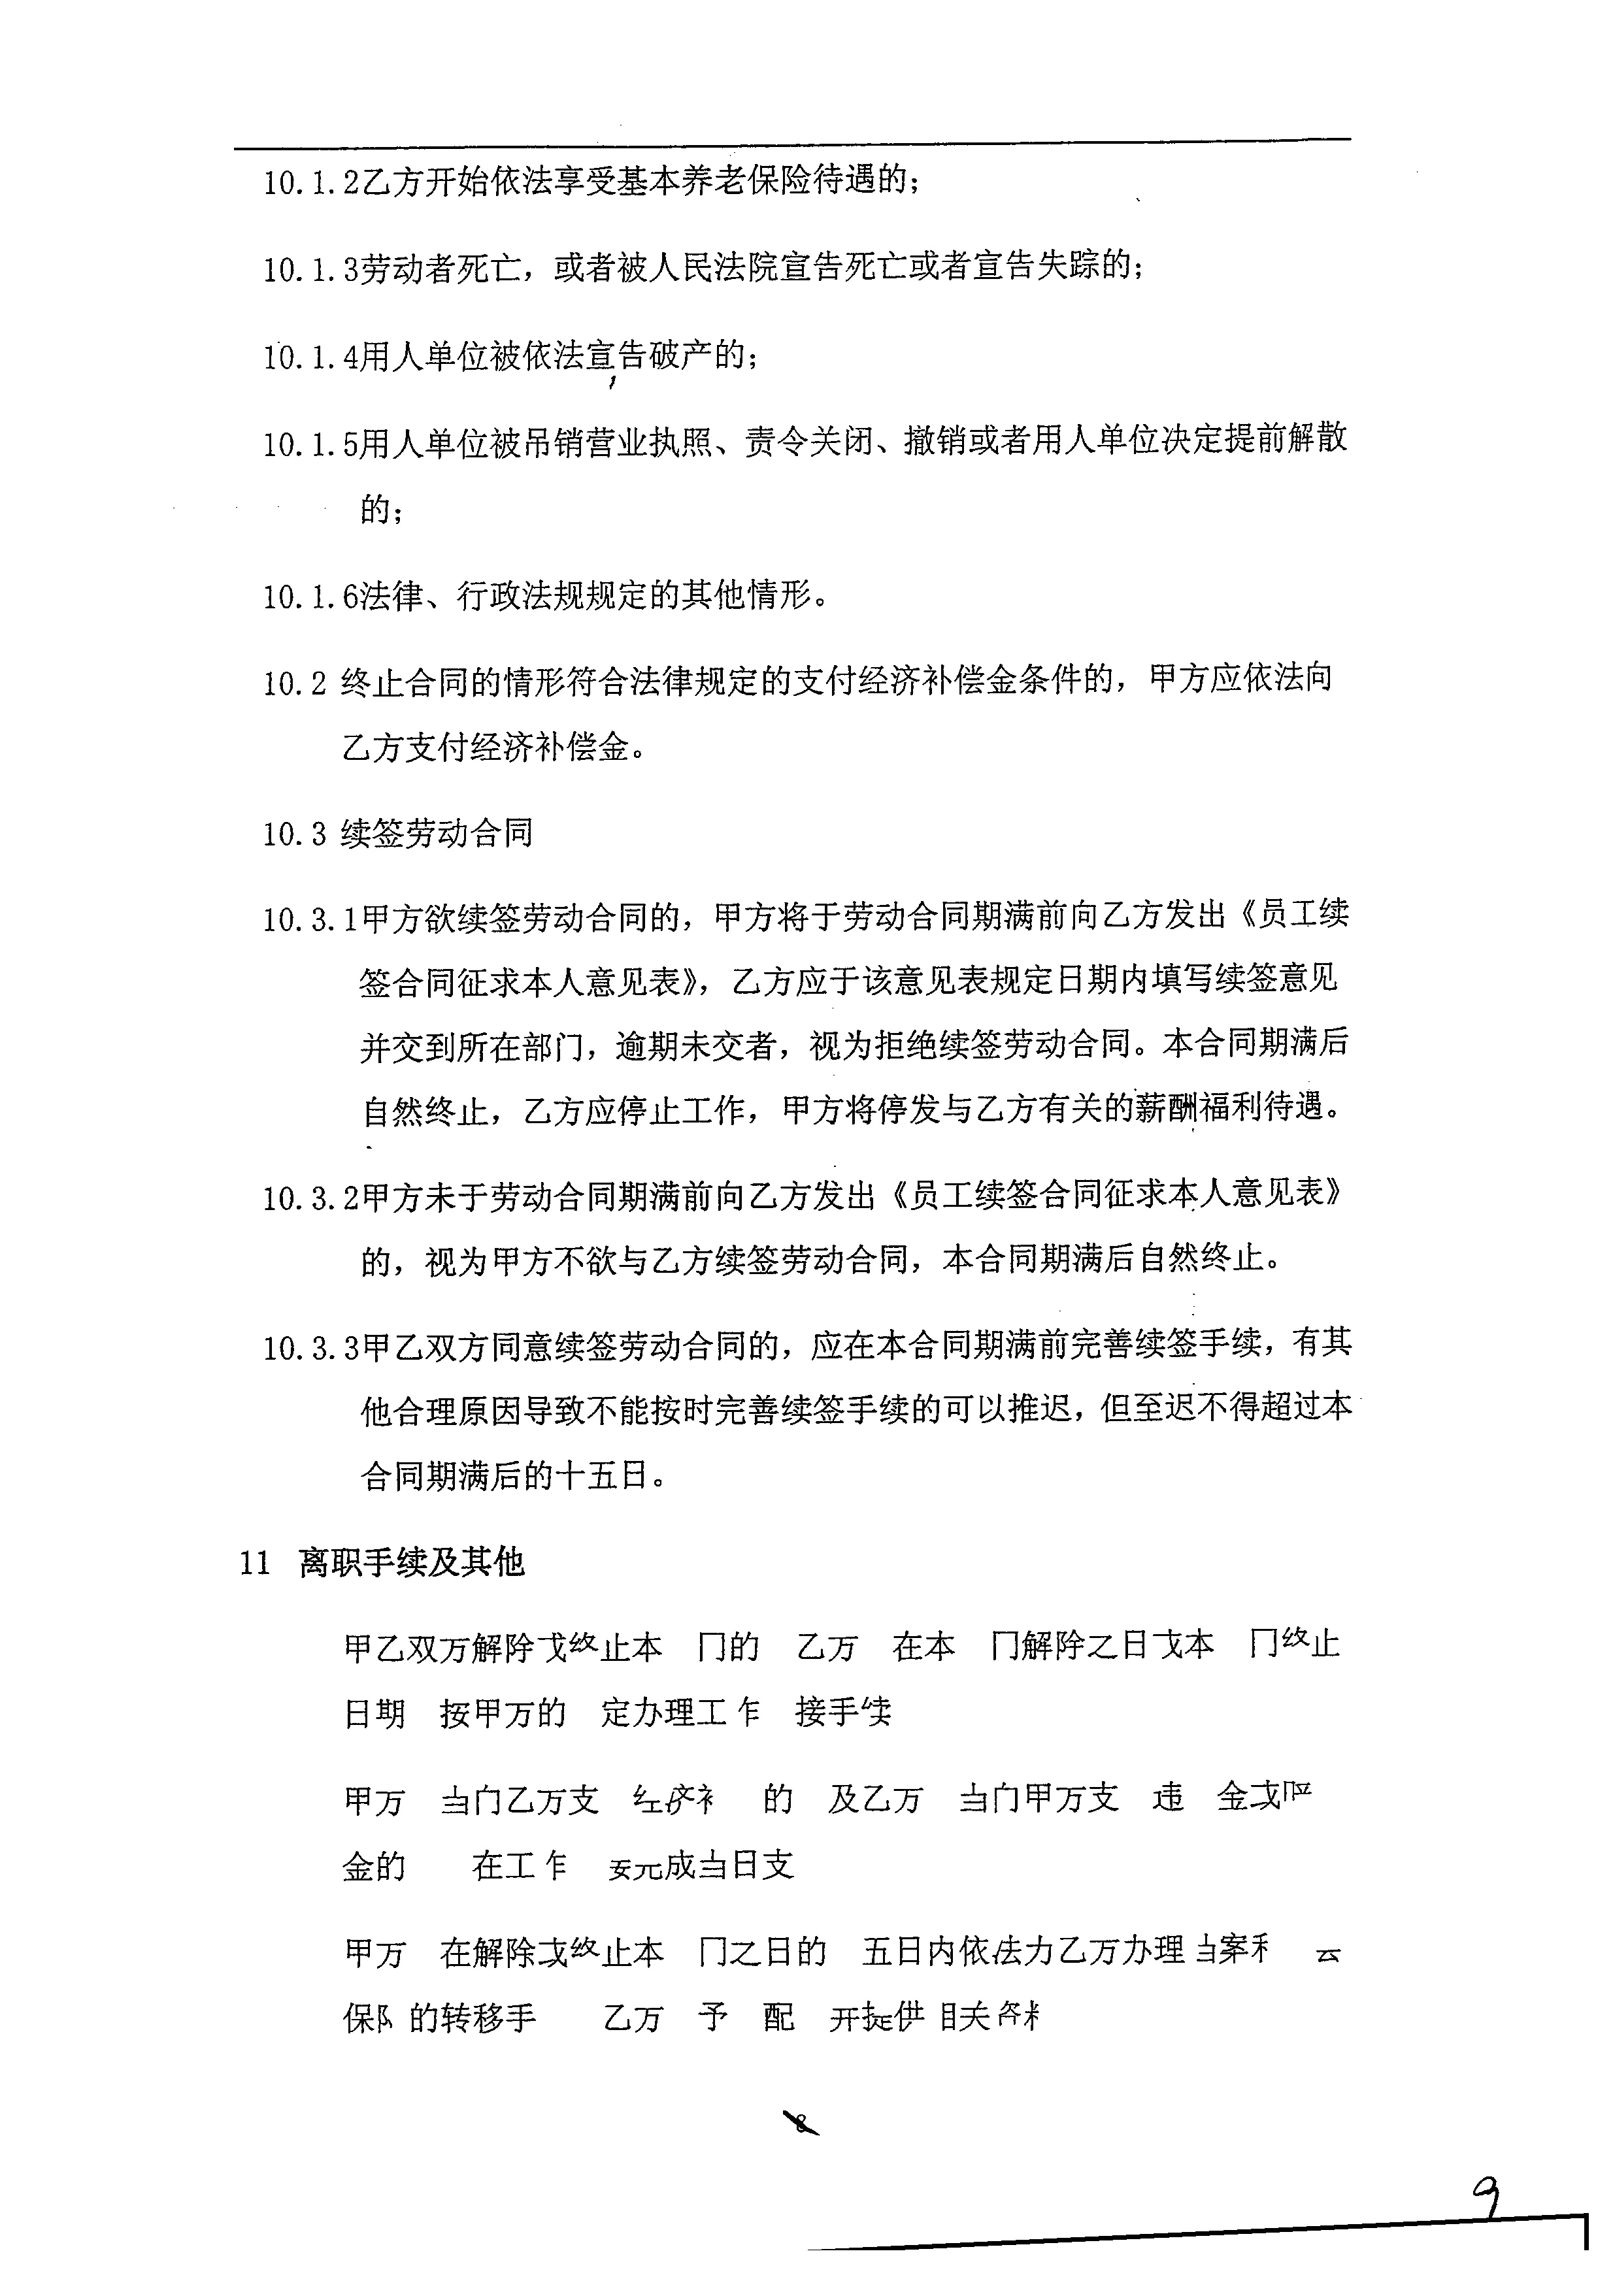 10.1.2乙方开始依法享受基本养老保险待遇的；
10.1.3劳动者死亡，或者被人民法院宣告死亡或者宣告失踪的；
10.1.4用人单位被依法宣告破产的；
10.1.5用人单位被吊销营业执照、责令关闭、撤销或者用人单位决定提前解散
的；
10.1.6法律、行政法规规定的其他情形。
10.2 终止合同的情形符合法律规定的支付经济补偿金条件的，甲方应依法向
乙方支付经济补偿金。
10.3 续签劳动合同
10.3.1甲方欲续签劳动合同的，甲方将于劳动合同期满前向乙方发出《员工续
签合同征求本人意见表》，乙方应于该意见表规定日期内填写续签意见
并交到所在部门，逾期未交者，视为拒绝续签劳动合同。本合同期满后
自然终止，乙方应停止工作，甲方将停发与乙方有关的薪酬福利待遇。
10.3.2甲方未于劳动合同期满前向乙方发出《员工续签合同征求本人意见表》
的，视为甲方不欲与乙方续签劳动合同，本合同期满后自然终止。
10.3.3甲乙双方同意续签劳动合同的，应在本合同期满前完善续签手续，有其
他合理原因导致不能按时完善续签手续的可以推迟，但至迟不得超过本
合同期满后的十五日。
11 离职手续及其他
甲乙双万解除 终止本 的 乙万 在本 解除之日 本 终止
日期 按甲万的 定办理工 接手
甲万 当门乙万支 的 及乙万 当门甲万支 违 金
金的 在工 成当日支
甲万 在解除 终止本 之日的 五日内依法力乙万办理
保 的转移手 乙万 予 配 开提供
8
9